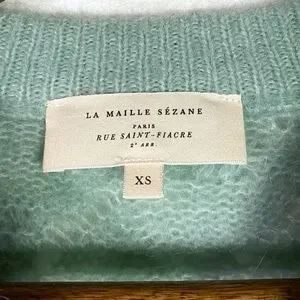 LA MAILLE SÉZANE
PARIS
RUE SAINT-FIACRE
2e ARR.
XS